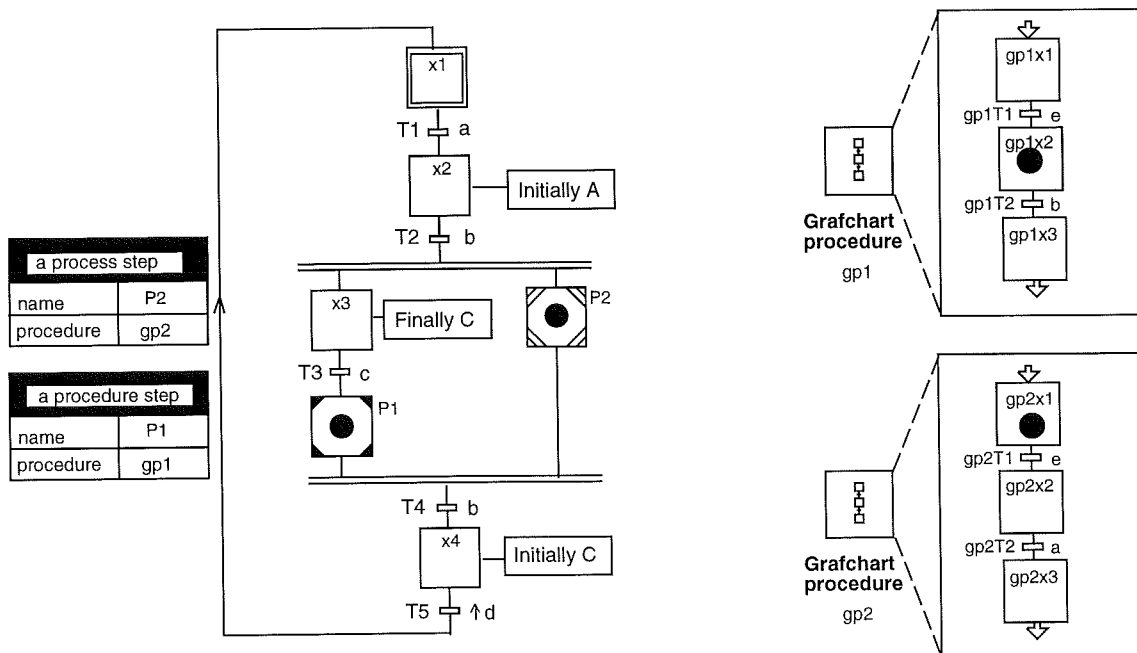 x1
T1 a
x2
Initially A
T2 b
a process step
name P2
procedure gp2
x3
Finally C
P2
T3 c
a procedure step
name P1
procedure gp1
P1
T4 b
x4
Initially C
T5 ↑d
gp1x1
gp1T1 e
gp1x2
gp1T2 b
gp1x3
Grafchart
procedure
gp1
gp2x1
gp2T1 e
gp2x2
gp2T2 a
gp2x3
Grafchart
procedure
gp2